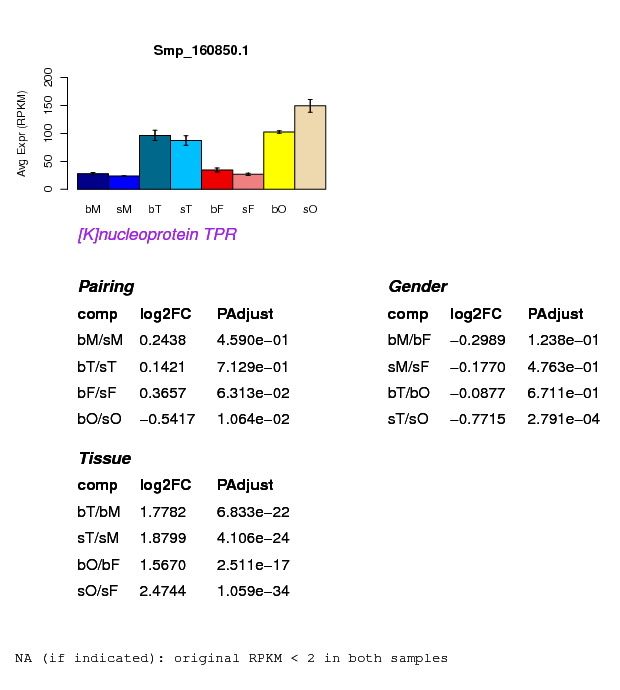 Smp_160850.1
Avg Expr (RPKM)
200
150
100
50
0
bM sM bT sT bF sF bO sO
[K]nucleoprotein TPR
Pairing
comp log2FC PAdjust
bM/sM 0.2438 4.590e−01
bT/sT 0.1421 7.129e−01
bF/sF 0.3657 6.313e−02
bO/sO −0.5417 1.064e−02
Gender
comp log2FC PAdjust
bM/bF −0.2989 1.238e−01
sM/sF −0.1770 4.763e−01
bT/bO −0.0877 6.711e−01
sT/sO −0.7715 2.791e−04
Tissue
comp log2FC PAdjust
bT/bM 1.7782 6.833e−22
sT/sM 1.8799 4.106e−24
bO/bF 1.5670 2.511e−17
sO/sF 2.4744 1.059e−34
NA (if indicated): original RPKM < 2 in both samples